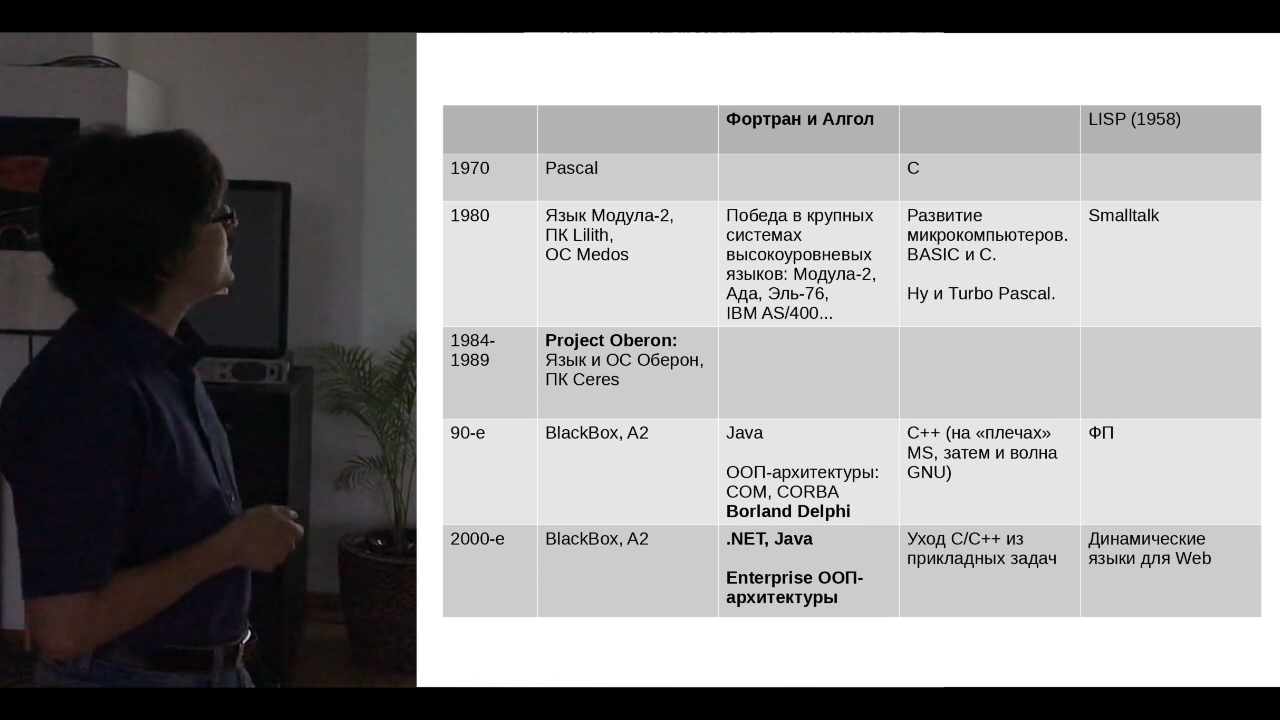 Фортран и Алгол
LISP (1958)
1970
Pascal
C
1980
Язык Модула-2,
ПК Lilith,
ОС Medos
Победа в крупных
системах
высокоуровневых
языков: Модула-2,
Ада, Эль-76,
IBM AS/400...
Развитие
микрокомпьютеров.
BASIC и C.
Ну и Turbo Pascal.
Smalltalk
1984-
1989
Project Oberon:
Язык и ОС Оберон,
ПК Ceres
90-е
BlackBox, A2
Java
ООП-архитектуры:
COM, CORBA
Borland Delphi
C++ (на «плечах»
MS, затем и волна
GNU)
ФП
2000-е
BlackBox, A2
.NET, Java
Enterprise ООП-
архитектуры
Уход C/C++ из
прикладных задач
Динамические
языки для Web